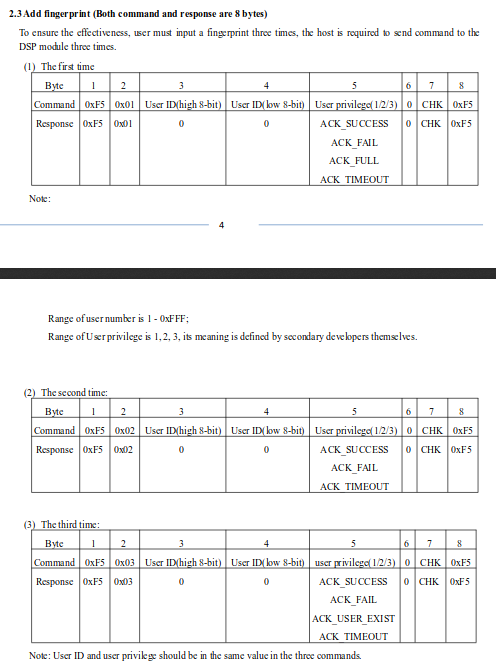 2.3 Add fingerprint (Both command and response are 8 bytes)
To ensure the effectiveness, user must input a fingerprint three times, the host is required to send command to the
DSP module three times.
(1) The first time
Byte 1 2 3 4 5 6 7 8
Command 0xF5 0x01 User ID(high 8-bit) User ID( low 8-bit) User privilege(1/2/3) 0 CHK 0xF5
Response 0xF5 0x01 0 0 ACK_SUCCESS 0 CHK 0xF5
ACK_FAIL
ACK_FULL
ACK_TIMEOUT
Note:
4
Range of user number is 1 - 0xFFF;
Range of User privilege is 1, 2, 3, its meaning is defined by secondary developers themselves.
(2) The second time:
Byte 1 2 3 4 5 6 7 8
Command 0xF5 0x02 User ID(high 8-bit) User ID( low 8-bit) User privilege(1/2/3) 0 CHK 0xF5
Response 0xF5 0x02 0 0 ACK_SUCCESS 0 CHK 0xF5
ACK_FAIL
ACK_TIMEOUT
(3) The third time:
Byte 1 2 3 4 5 6 7 8
Command 0xF5 0x03 User ID(high 8-bit) User ID( low 8-bit) user privilege(1/2/3) 0 CHK 0xF5
Response 0xF5 0x03 0 0 ACK_SUCCESS 0 CHK 0xF5
ACK_FAIL
ACK_USER_EXIST
ACK_TIMEOUT
Note: User ID and user privilege should be in the same value in the three commands.